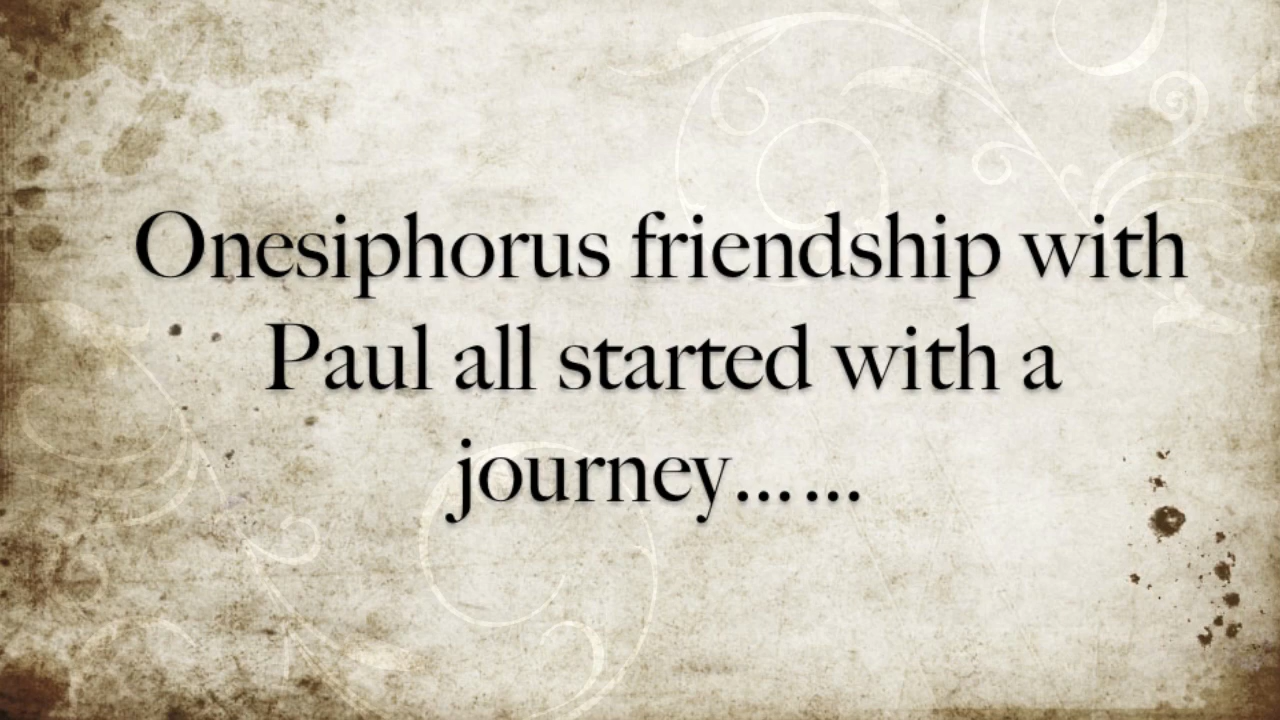 Onesiphorus friendship with
Paul all started with a
journey……